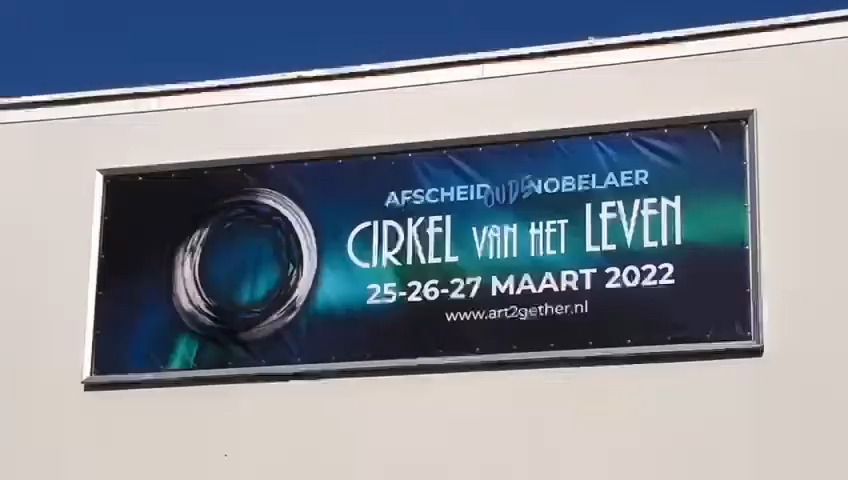 AFSCHEID OUDE NOBELAER
CIRKEL VAN HET LEVEN
25-26-27 MAART 2022
www.art2gether.nl